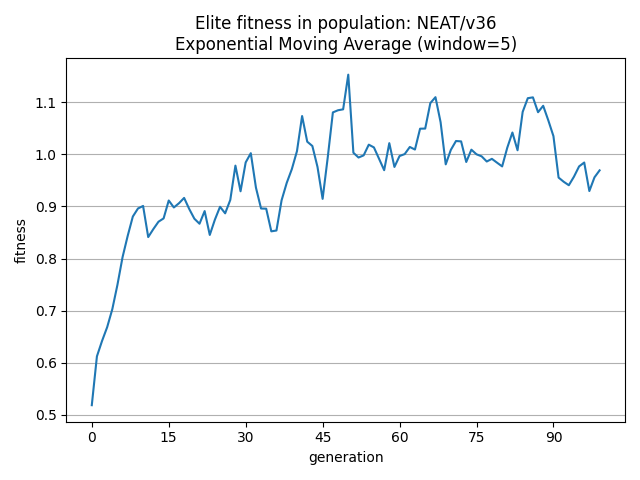 Elite fitness in population: NEAT/v36
Exponential Moving Average (window=5)
fitness
1.1
1.0
0.9
0.8
0.7
0.6
0.5
0 15 30 45 60 75 90
generation